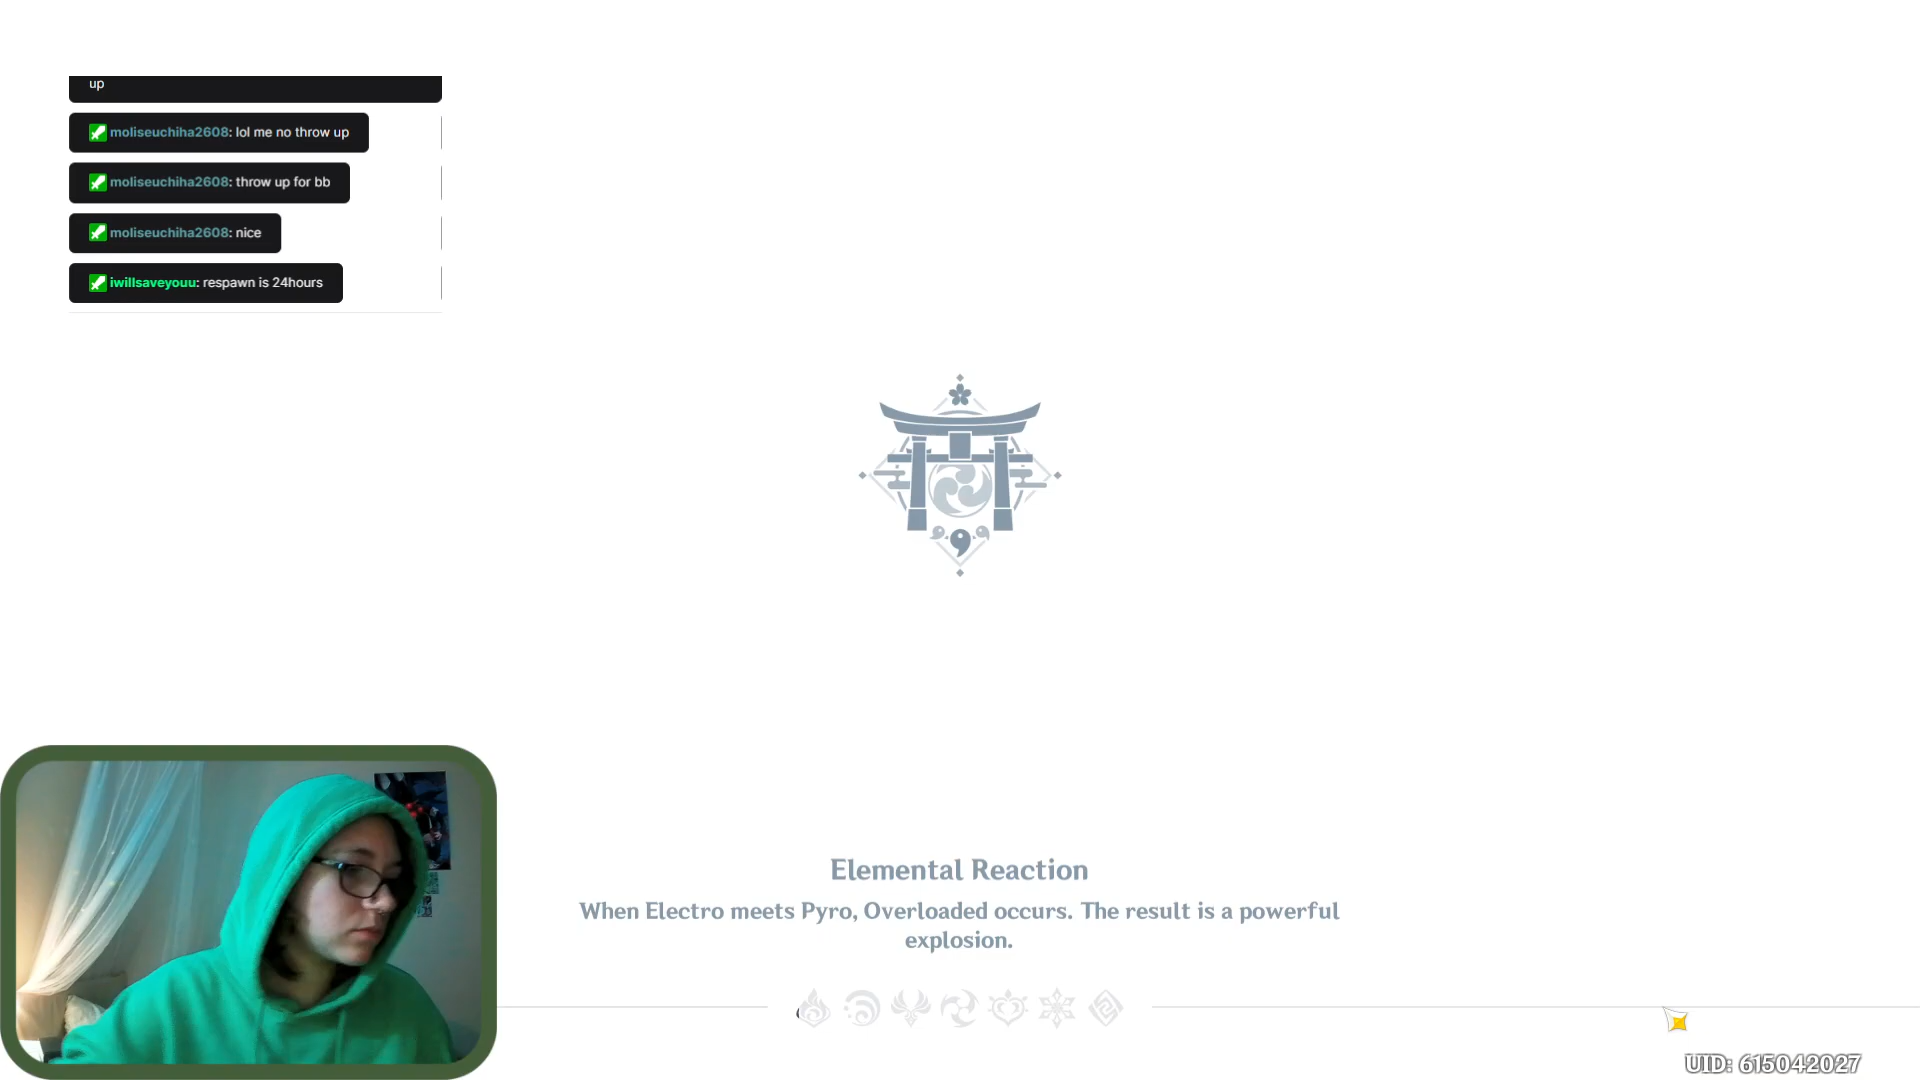 up
moliseuchiha2608: lol me no throw up
moliseuchiha2608: throw up for bb
moliseuchiha2608: nice
iwillsaveyouu: respawn is 24hours
Elemental Reaction
When Electro meets Pyro, Overloaded occurs. The result is a powerful
explosion.
UID: 615042027